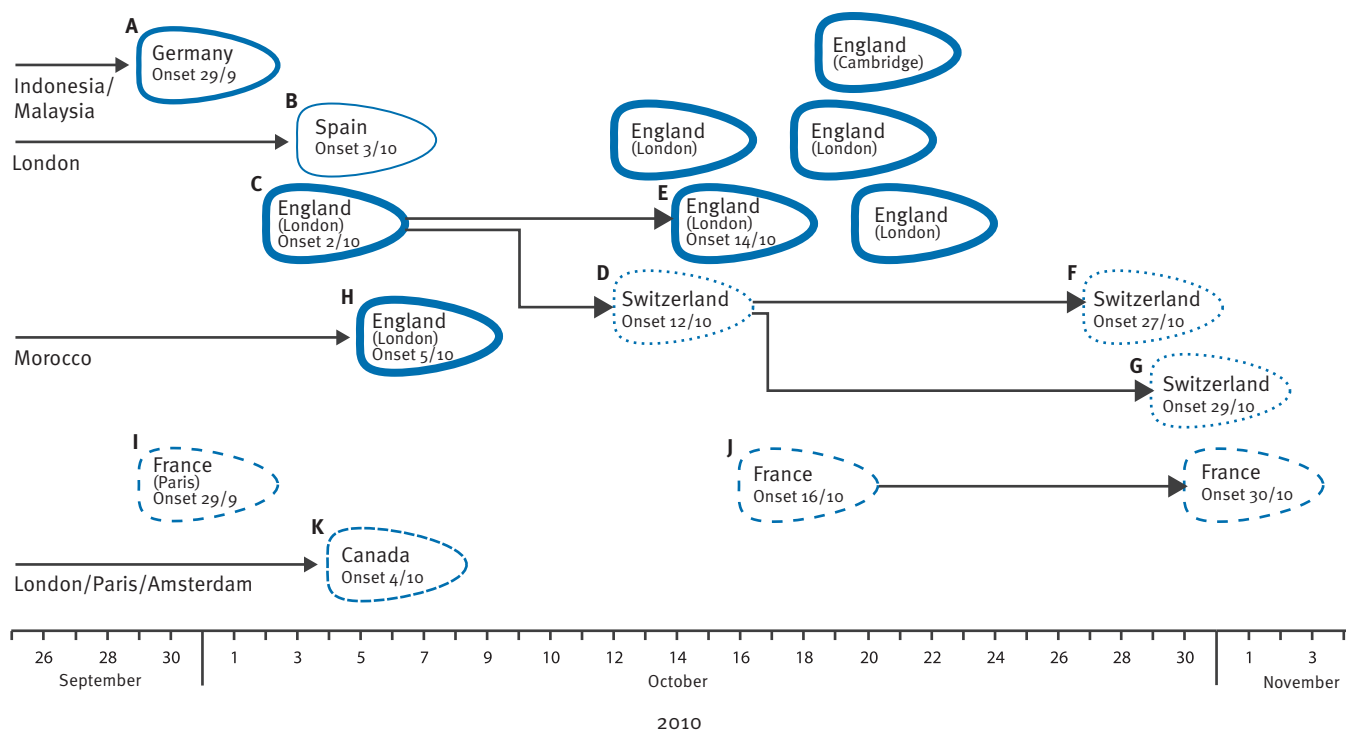 A
Germany
Onset 29/9
Indonesia/
Malaysia
England
(Cambridge)
B
Spain
Onset 3/10
London
England
(London)
England
(London)
C
England
(London)
Onset 2/10
E
England
(London)
Onset 14/10
England
(London)
D
Switzerland
Onset 12/10
F
Switzerland
Onset 27/10
H
England
(London)
Onset 5/10
Morocco
G
Switzerland
Onset 29/10
I
France
(Paris)
Onset 29/9
J
France
Onset 16/10
France
Onset 30/10
K
Canada
Onset 4/10
London/Paris/Amsterdam
26 28 30 1 3 5 7 9 10 12 14 16 18 20 22 24 26 28 30 1 3
September October November
2010